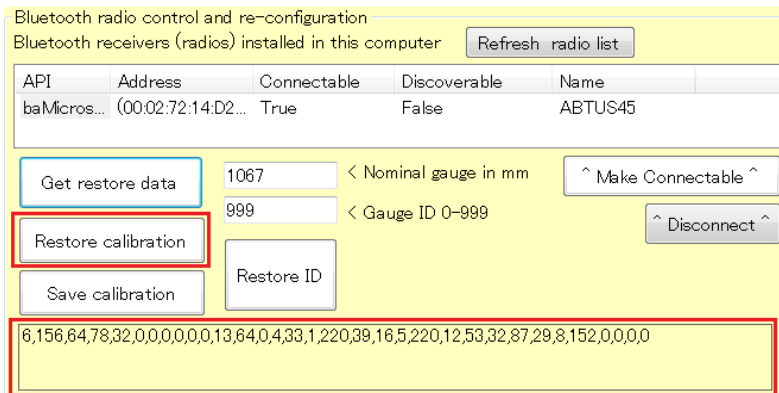 Bluetooth radio control and re-configuration
Bluetooth receivers (radios) installed in this computer Refresh radio list
API Address Connectable Discoverable Name
baMicros... (00:02:72:14:D2... True False ABTUS45
Get restore data 1067 < Nominal gauge in mm ^ Make Connectable ^
999 < Gauge ID 0-999 ^ Disconnect ^
Restore calibration
Restore ID
Save calibration
6,156,64,78,32,0,0,0,0,0,0,13,64,0,4,33,1,220,39,16,5,220,12,53,32,87,29,8,152,0,0,0,0